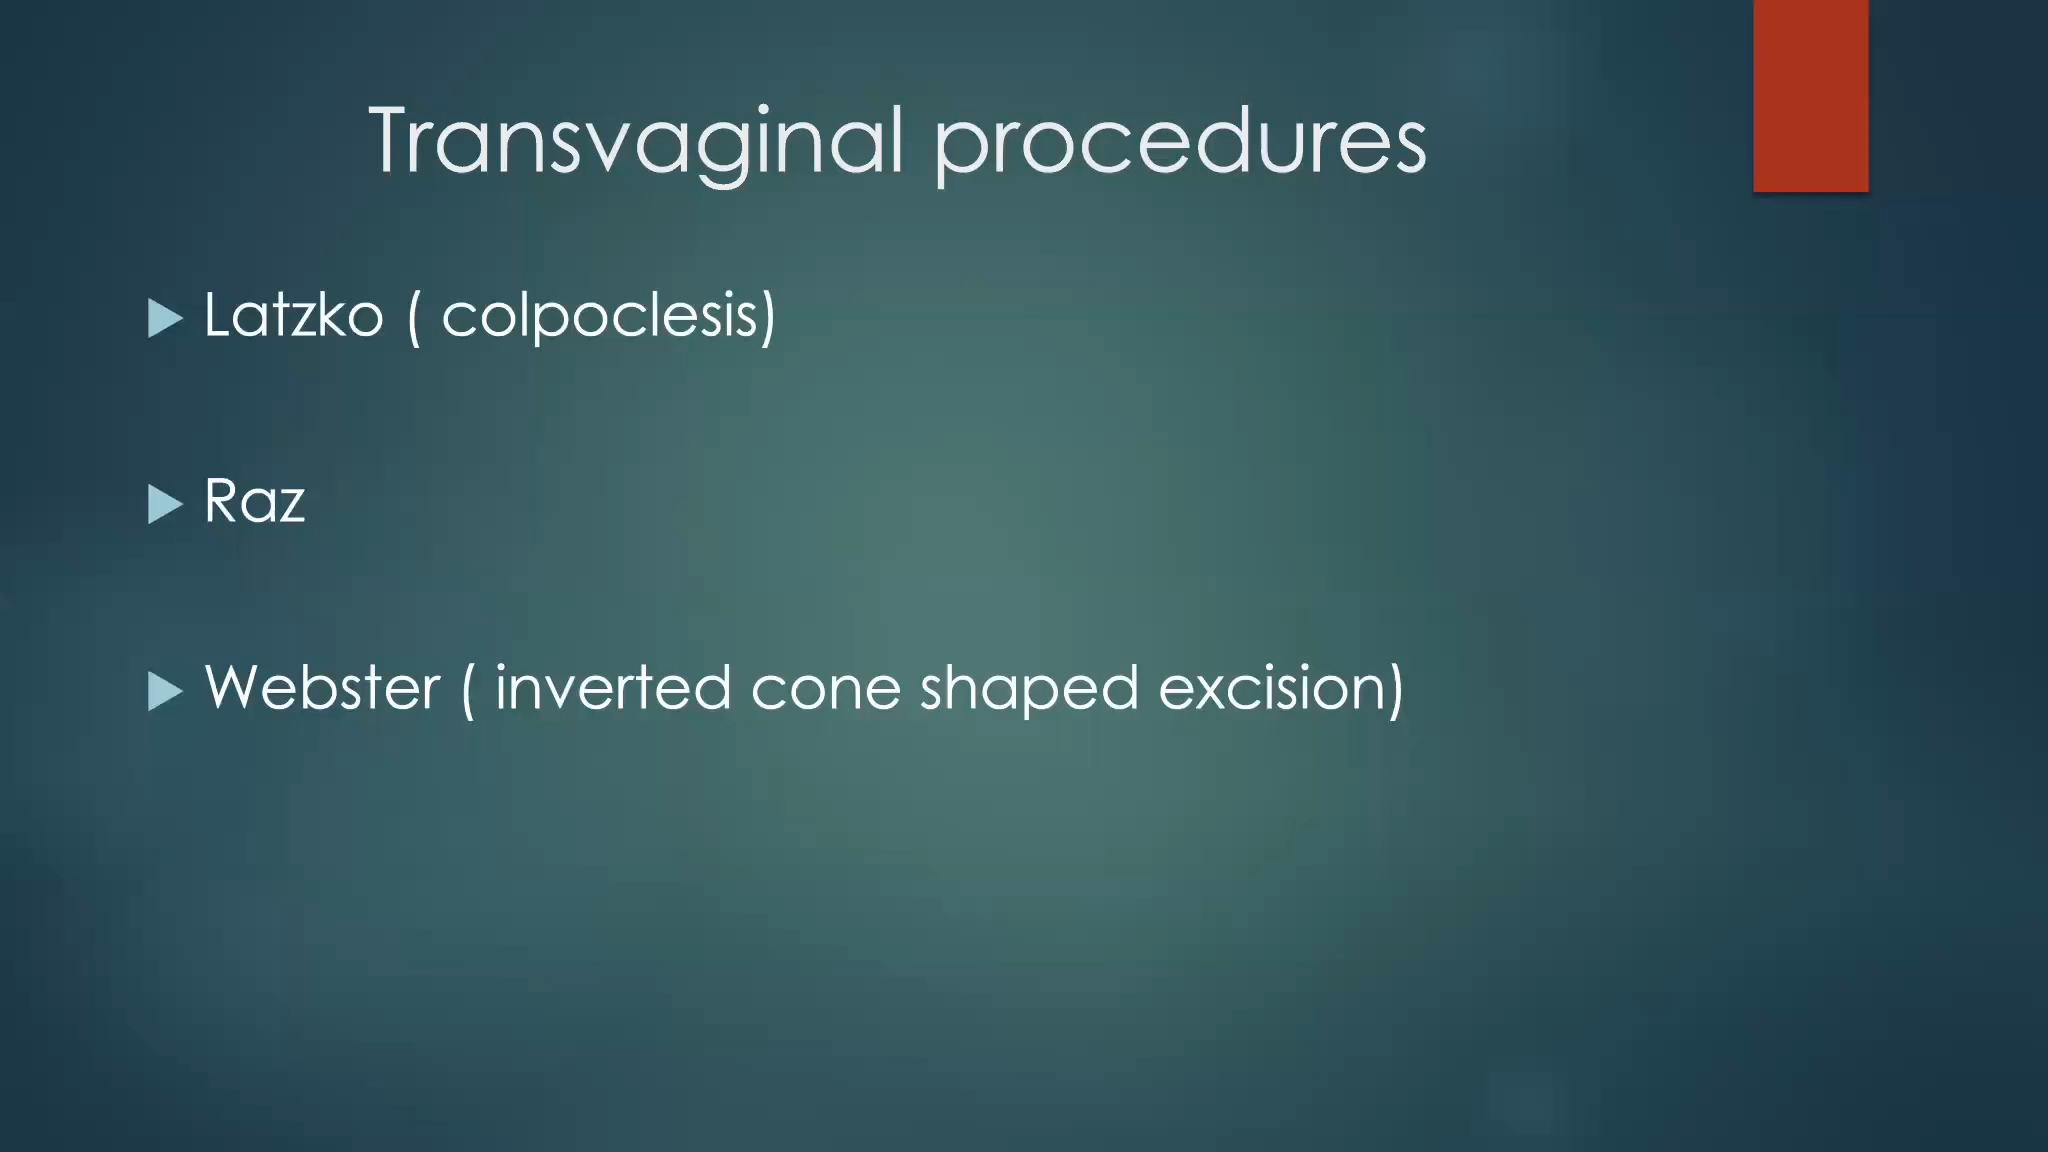 Transvaginal procedures
Latzko ( colpoclesis)
Raz
Webster ( inverted cone shaped excision)